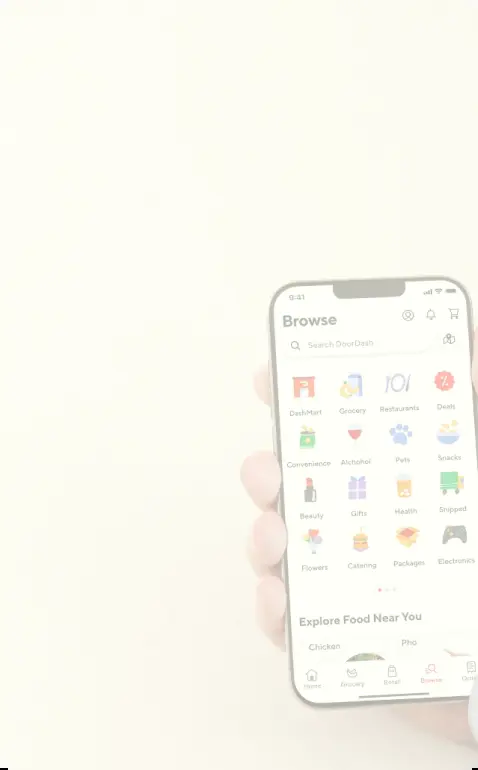 9:41
Browse
Search DoorDash
DashMart Grocery Restaurants Deals
Convenience Alchohol Pets Snacks
Beauty Gifts Health Shipped
Flowers Catering Packages Electronics
Explore Food Near You
Chicken Pho
Home Grocery Retail Browse